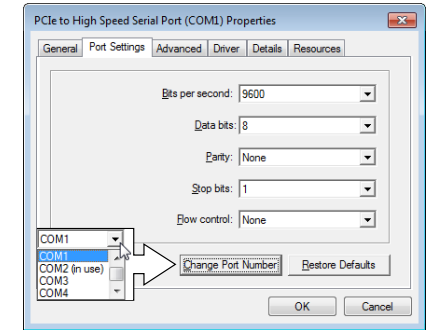 PCIe to High Speed Serial Port (COM1) Properties
General Port Settings Advanced Driver Details Resources
Bits per second: 9600
Data bits: 8
Parity: None
Stop bits: 1
Flow control: None
COM1
COM1
COM2 (in use)
COM3
COM4
Change Port Number Restore Defaults
OK Cancel